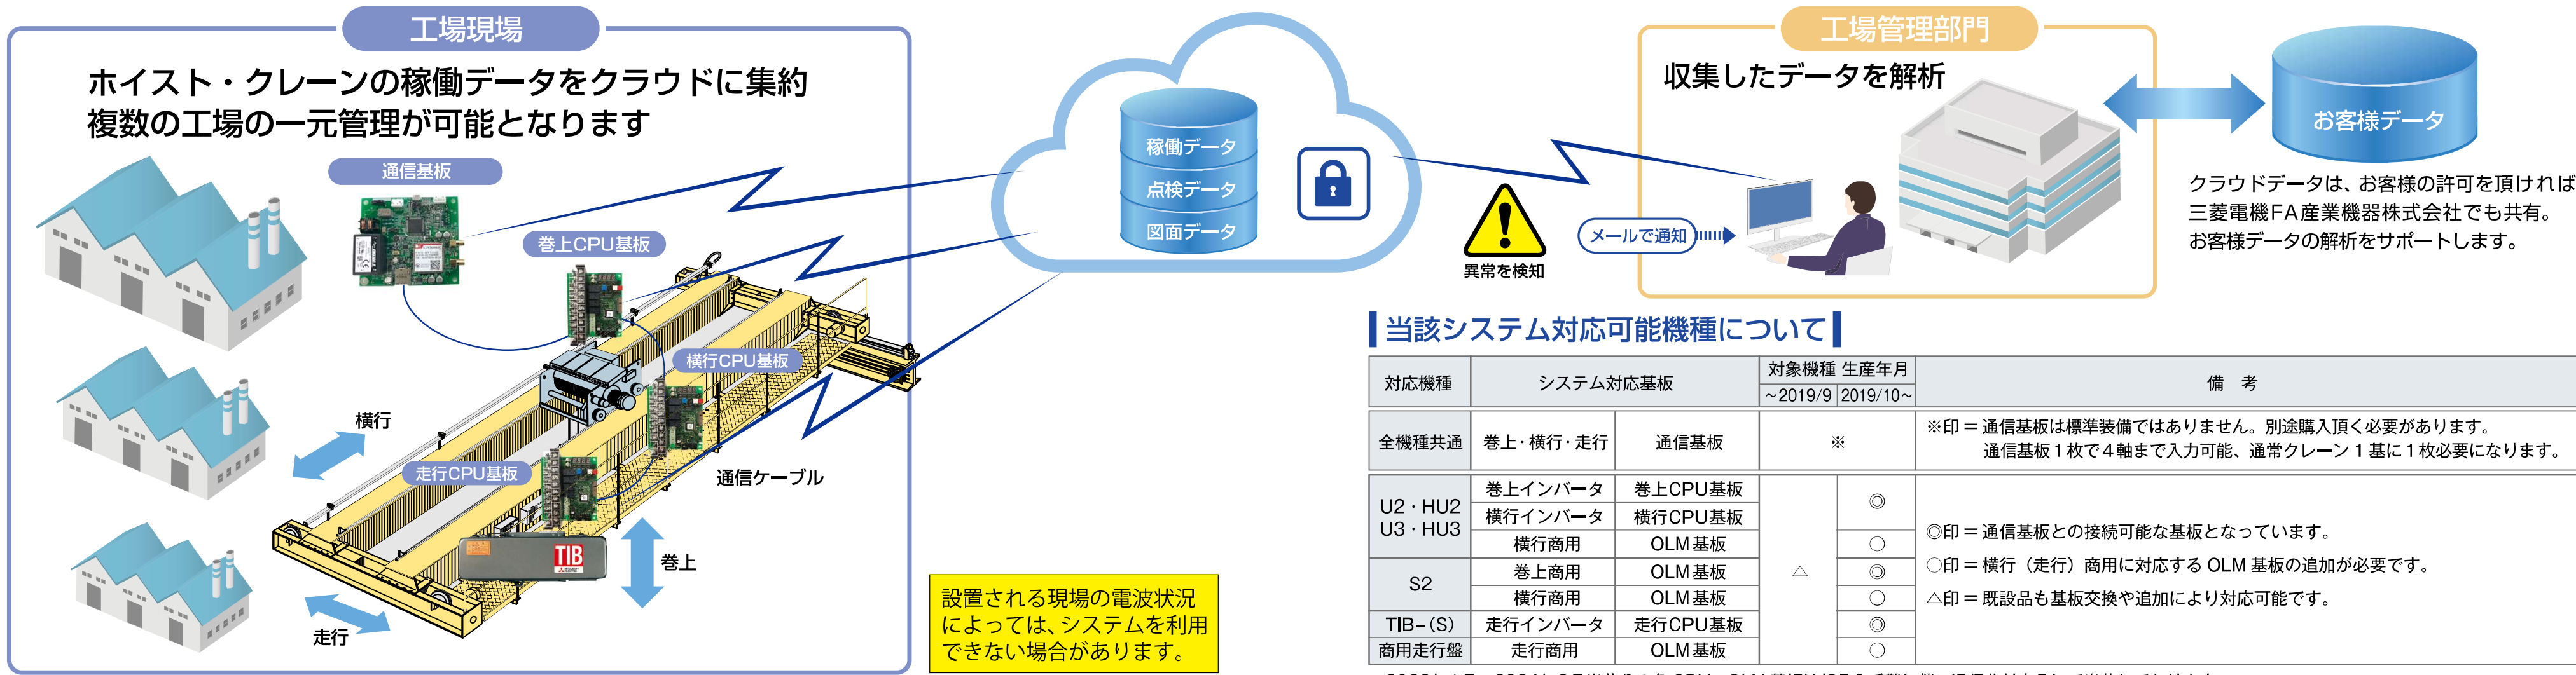 工場現場
ホイスト・クレーンの稼働データをクラウドに集約
複数の工場の一元管理が可能となります
通信基板
巻上CPU基板
横行CPU基板
横行
走行CPU基板
通信ケーブル
TIB
巻上
走行
稼働データ
点検データ
図面データ
設置される現場の電波状況
によっては、システムを利用
できない場合があります。
工場管理部門
収集したデータを解析
異常を検知
メールで通知
お客様データ
クラウドデータは、お客様の許可を頂ければ
三菱電機FA産業機器株式会社でも共有。
お客様データの解析をサポートします。
当該システム対応可能機種について
対応機種 システム対応基板 対象機種 生産年月 備 考
~2019/9 2019/10~
全機種共通 巻上・横行・走行 通信基板 ※
※印=通信基板は標準装備ではありません。別途購入頂く必要があります。
通信基板1枚で4軸まで入力可能、通常クレーン1基に1枚必要になります。
U2・HU2
U3・HU3
巻上インバータ 巻上CPU基板 ◎
横行インバータ 横行CPU基板
横行商用 OLM基板 ○
S2
巻上商用 OLM基板 △ ◎
横行商用 OLM基板 ○
TIB-(S) 走行インバータ 走行CPU基板 ◎
商用走行盤 走行商用 OLM基板 ○
◎印=通信基板との接続可能な基板となっています。
○印=横行(走行)商用に対応する OLM 基板の追加が必要です。
△印=既設品も基板交換や追加により対応可能です。